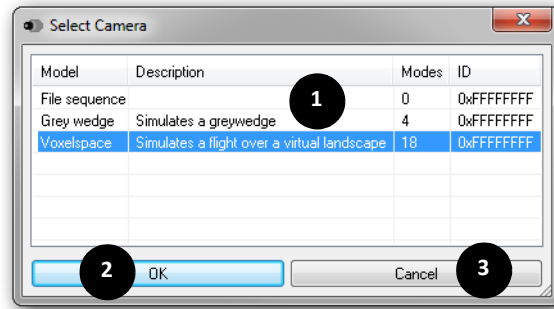 Select Camera
Model Description Modes ID
File sequence 0 0xFFFFFFFF
1
Grey wedge Simulates a greywedge 4 0xFFFFFFFF
Voxelspace Simulates a flight over a virtual landscape 18 0xFFFFFFFF
2 OK Cancel 3